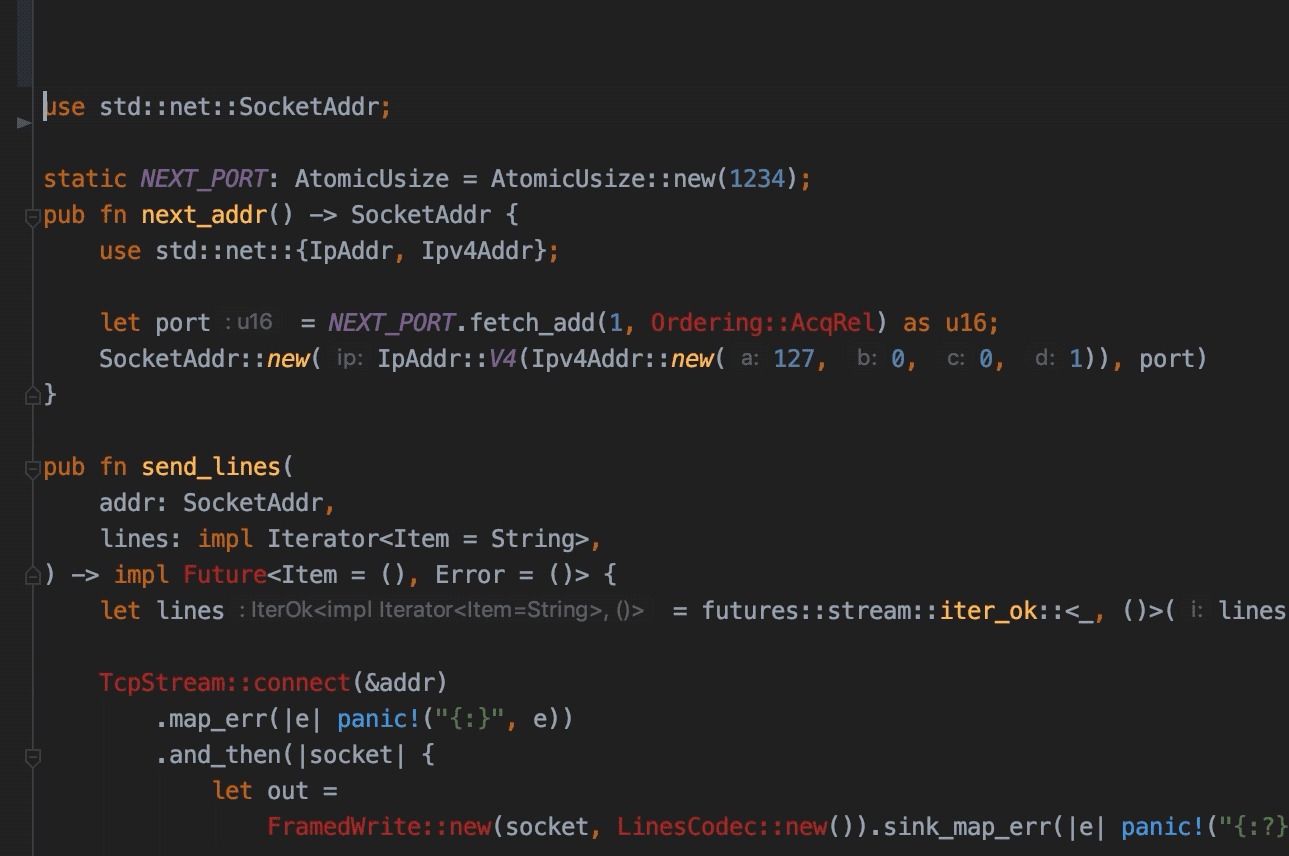 use std::net::SocketAddr;
static NEXT_PORT: AtomicUsize = AtomicUsize::new(1234);
pub fn next_addr() -> SocketAddr {
    use std::net::{IpAddr, Ipv4Addr};
    let port : u16 = NEXT_PORT.fetch_add(1, Ordering::AcqRel) as u16;
    SocketAddr::new( ip: IpAddr::V4(Ipv4Addr::new( a: 127, b: 0, c: 0, d: 1)), port)
}
pub fn send_lines(
    addr: SocketAddr,
    lines: impl Iterator<Item = String>,
) -> impl Future<Item = (), Error = ()> {
    let lines : IterOk<impl Iterator<Item=String>, ()> = futures::stream::iter_ok::<_, ()>( i: lines
    TcpStream::connect(&addr)
        .map_err(|e| panic!("{:}", e))
        .and_then(|socket| {
            let out =
                FramedWrite::new(socket, LinesCodec::new()).sink_map_err(|e| panic!("{:?}